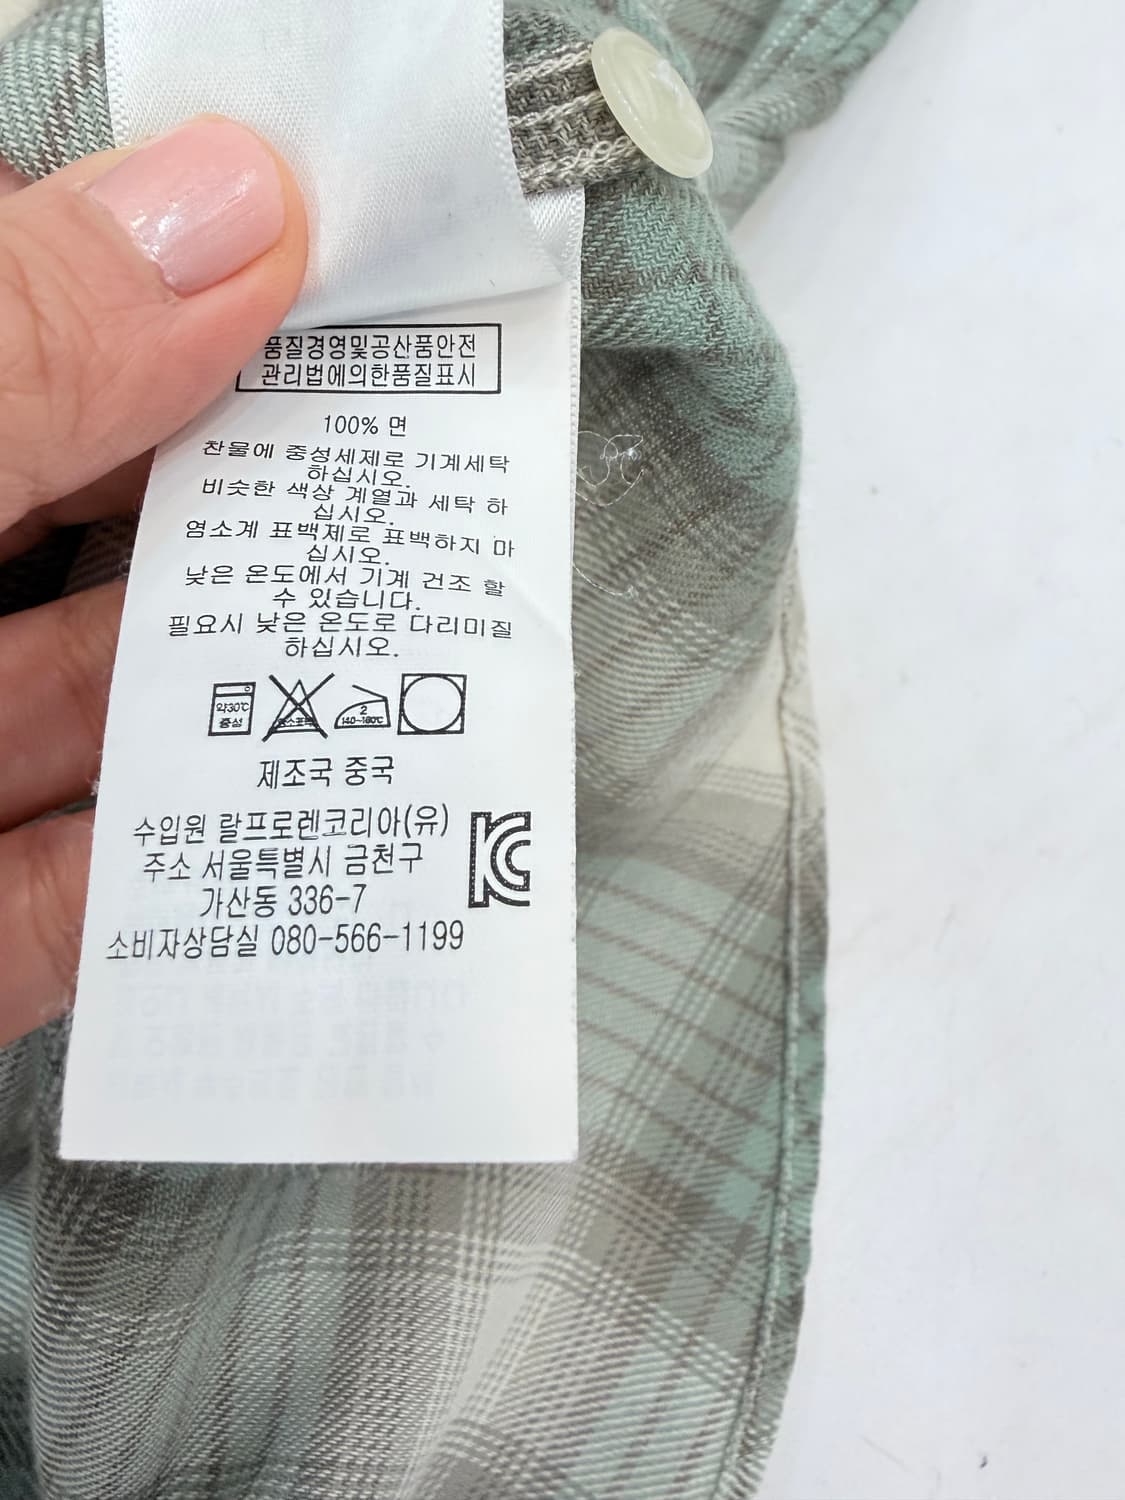 품질경영및공산품안전
관리법에의한품질표시
100% 면
찬물에 중성세제로 기계세탁
하십시오.
비슷한 색상 계열과 세탁 하
십시오.
염소계 표백제로 표백하지 마
십시오.
낮은 온도에서 기계 건조 할
수 있습니다.
필요시 낮은 온도로 다리미질
하십시오.
약30℃
중성
염소표백
2
140~160℃
제조국 중국
수입원 랄프로렌코리아(유)
주소 서울특별시 금천구
가산동 336-7
소비자상담실 080-566-1199